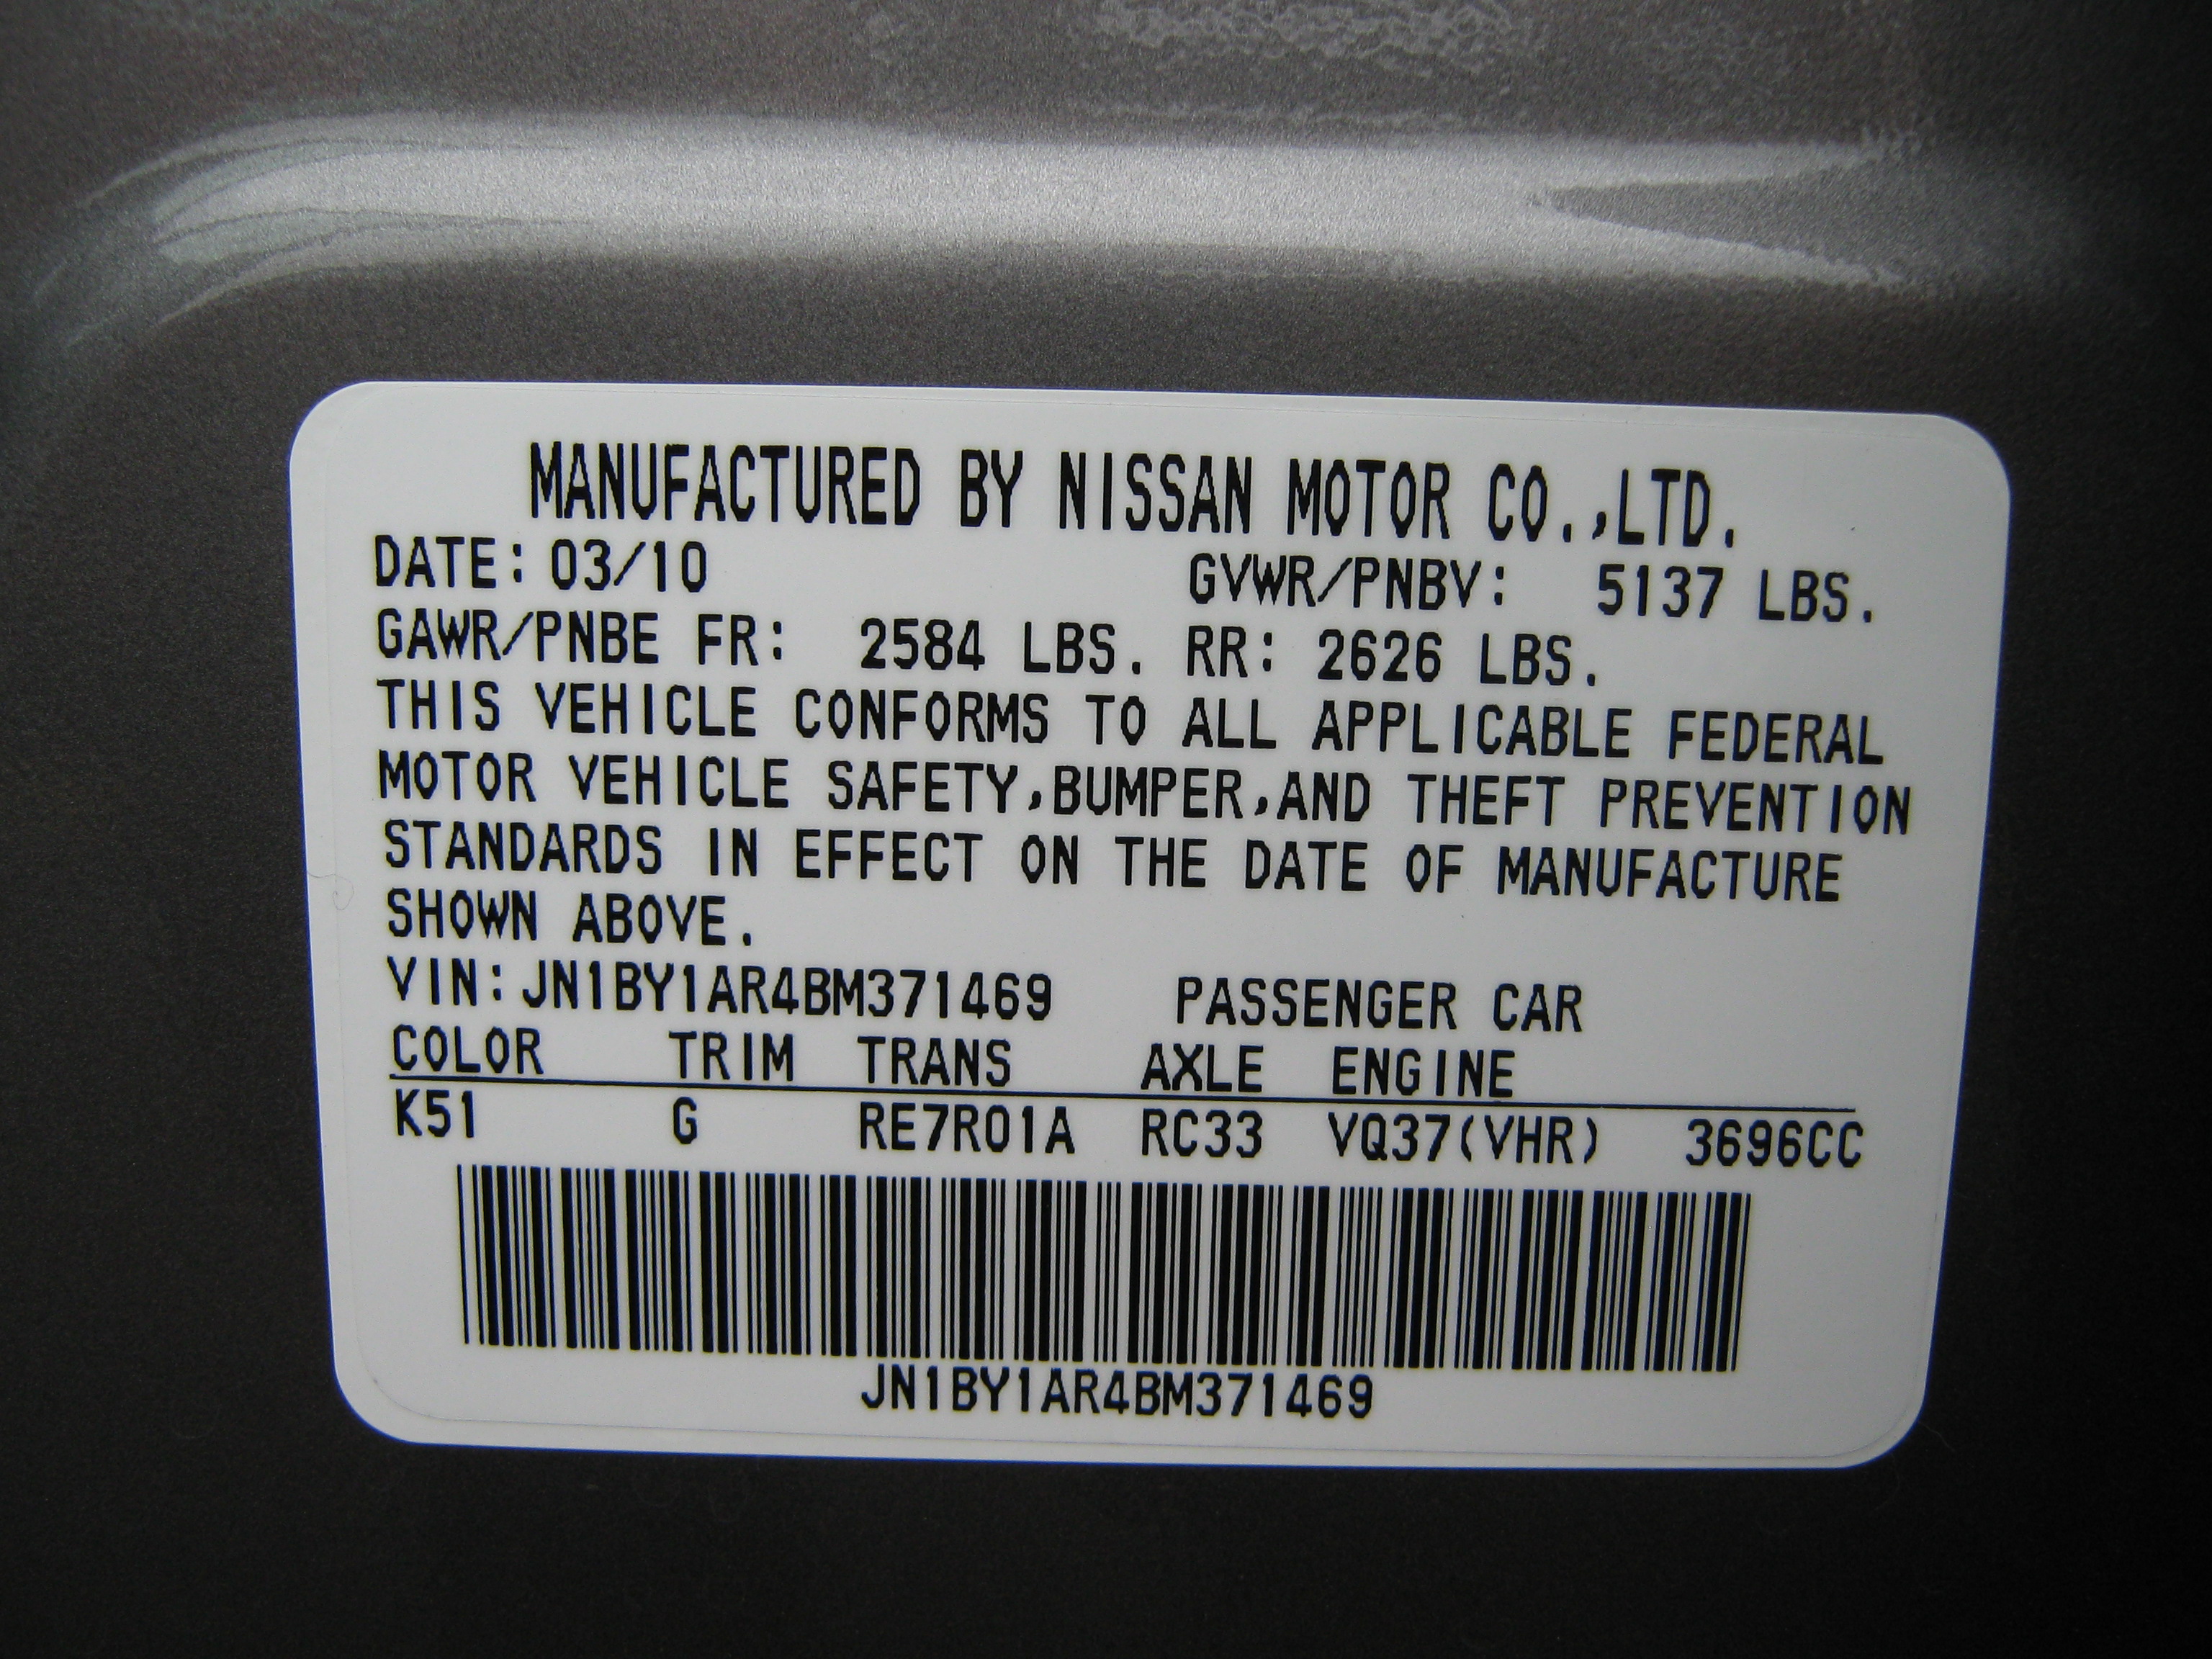 MANUFACTURED BY NISSAN MOTOR CO.,LTD.
DATE: 03/10 GVWR/PNBV: 5137 LBS.
GAWR/PNBE FR: 2584 LBS. RR: 2626 LBS.
THIS VEHICLE CONFORMS TO ALL APPLICABLE FEDERAL
MOTOR VEHICLE SAFETY,BUMPER,AND THEFT PREVENTION
STANDARDS IN EFFECT ON THE DATE OF MANUFACTURE
SHOWN ABOVE.
VIN:JN1BY1AR4BM371469 PASSENGER CAR
COLOR TRIM TRANS AXLE ENGINE
K51 G RE7R01A RC33 VQ37(VHR) 3696CC
JN1BY1AR4BM371469